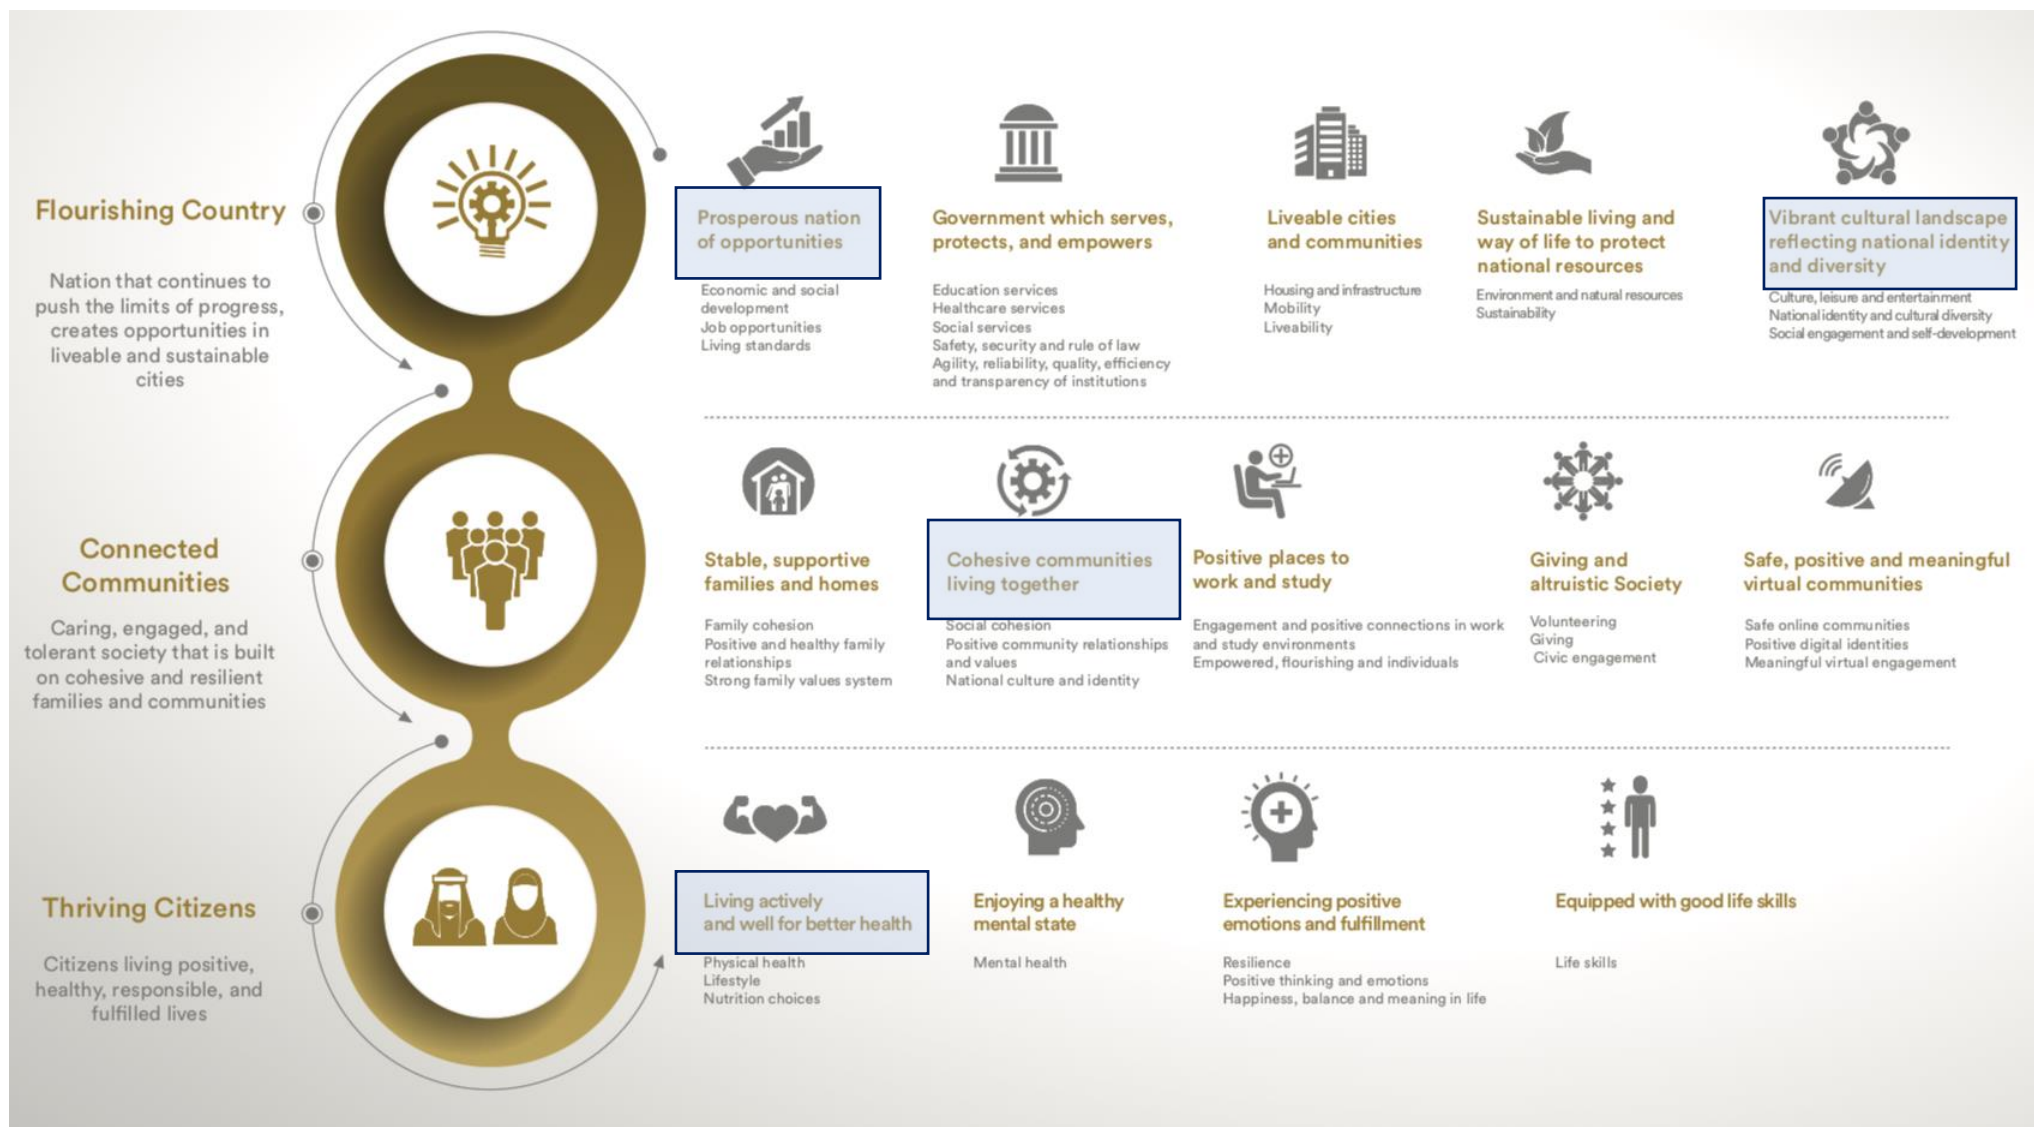 Flourishing Country
Nation that continues to
push the limits of progress,
creates opportunities in
liveable and sustainable
cities
Prosperous nation
of opportunities
Economic and social
development
Job opportunities
Living standards
Government which serves,
protects, and empowers
Education services
Healthcare services
Social services
Safety, security and rule of law
Agility, reliability, quality, efficiency
and transparency of institutions
Liveable cities
and communities
Housing and infrastructure
Mobility
Liveability
Sustainable living and
way of life to protect
national resources
Environment and natural resources
Sustainability
Vibrant cultural landscape
reflecting national identity
and diversity
Culture, leisure and entertainment
National identity and cultural diversity
Social engagement and self-development
Connected
Communities
Caring, engaged, and
tolerant society that is built
on cohesive and resilient
families and communities
Stable, supportive
families and homes
Family cohesion
Positive and healthy family
relationships
Strong family values system
Cohesive communities
living together
Social cohesion
Positive community relationships
and values
National culture and identity
Positive places to
work and study
Engagement and positive connections in work
and study environments
Empowered, flourishing and individuals
Giving and
altruistic Society
Volunteering
Giving
Civic engagement
Safe, positive and meaningful
virtual communities
Safe online communities
Positive digital identities
Meaningful virtual engagement
Thriving Citizens
Citizens living positive,
healthy, responsible, and
fulfilled lives
Living actively
and well for better health
Physical health
Lifestyle
Nutrition choices
Enjoying a healthy
mental state
Mental health
Experiencing positive
emotions and fulfillment
Resilience
Positive thinking and emotions
Happiness, balance and meaning in life
Equipped with good life skills
Life skills